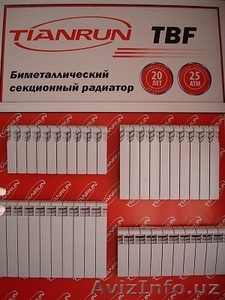 TIANRUN TBF
Биметаллический
секционный радиатор
20
ЛЕТ
25
АТМ
AvizInfo.uz